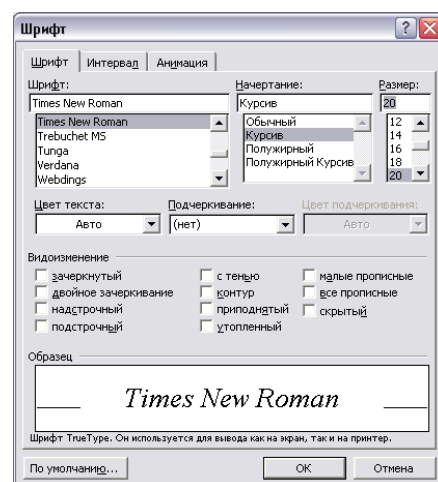 Шрифт
Шрифт Интервал Анимация
Шрифт: Начертание: Размер:
Times New Roman Курсив 20
Times New Roman Обычный 12
Trebuchet MS Курсив 14
Tunga Полужирный 16
Verdana Полужирный Курсив 18
Webdings 20
Цвет текста: Подчеркивание: Цвет подчеркивания:
Авто (нет) Авто
Видоизменение
зачеркнутый с тенью малые прописные
двойное зачеркивание контур все прописные
надстрочный приподнятый скрытый
подстрочный утопленный
Образец
Times New Roman
Шрифт TrueType. Он используется для вывода как на экран, так и на принтер.
По умолчанию... ОК Отмена